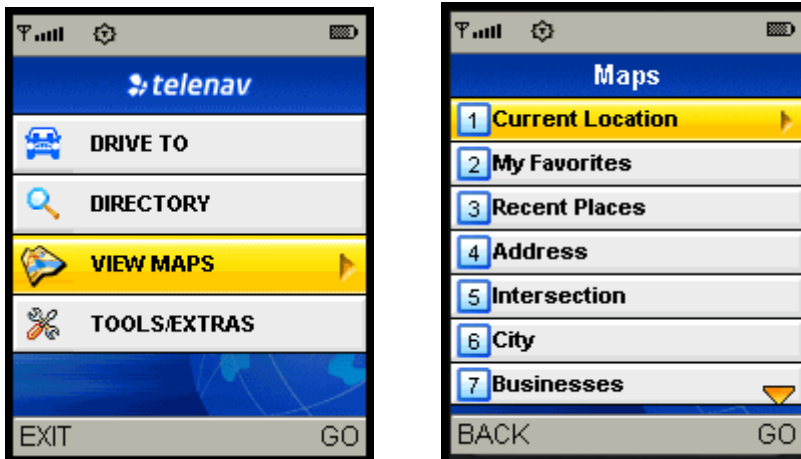 telenav
DRIVE TO
DIRECTORY
VIEW MAPS
TOOLS/EXTRAS
EXIT GO
Maps
1 Current Location
2 My Favorites
3 Recent Places
4 Address
5 Intersection
6 City
7 Businesses
BACK GO